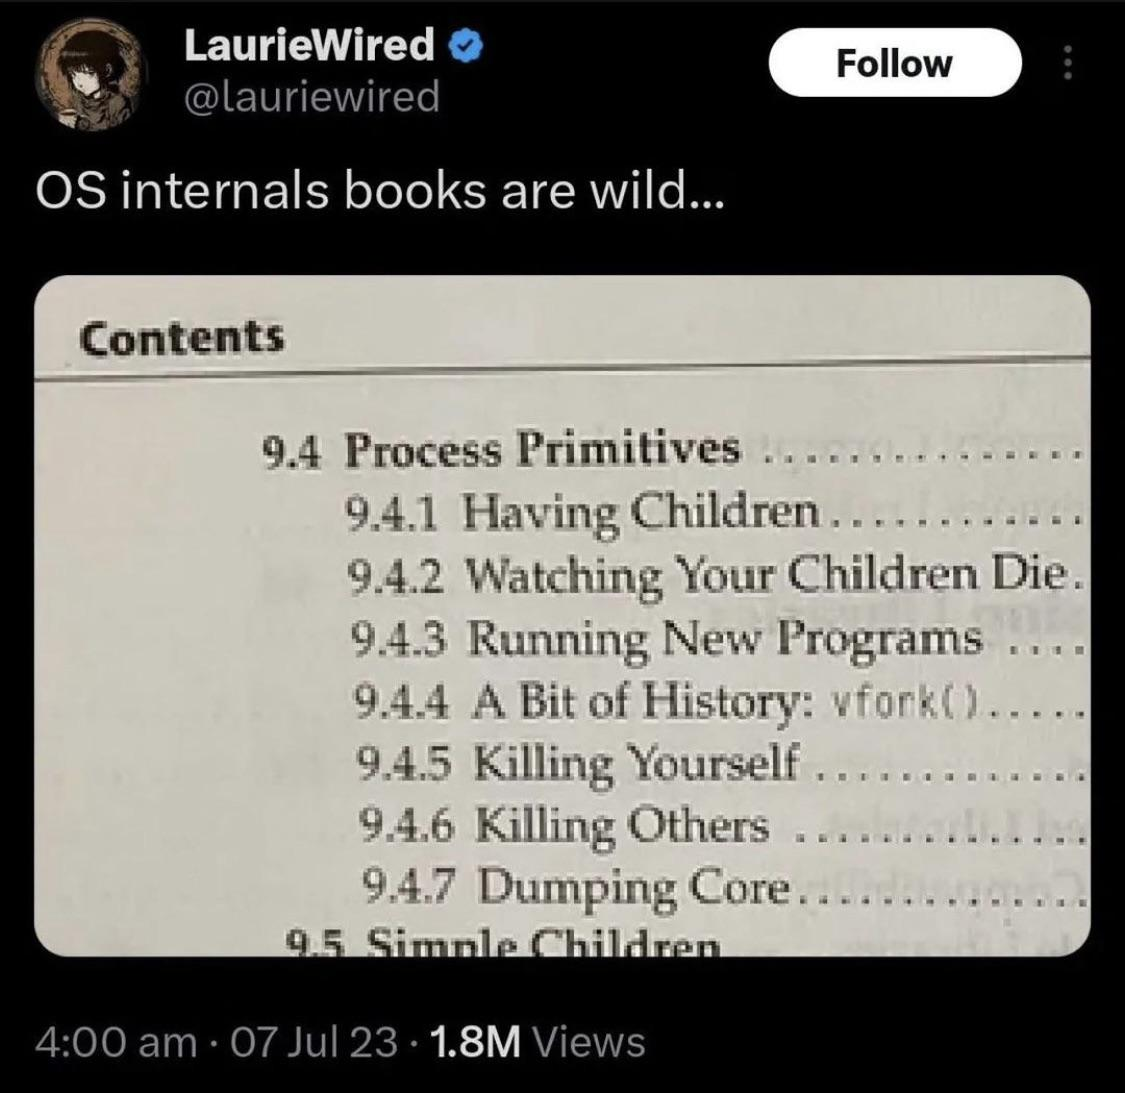 LaurieWired
@lauriewired
Follow
OS internals books are wild...
Contents
9.4 Process Primitives ................
9.4.1 Having Children............
9.4.2 Watching Your Children Die.
9.4.3 Running New Programs ....
9.4.4 A Bit of History: vfork().....
9.4.5 Killing Yourself .............
9.4.6 Killing Others ..............
9.4.7 Dumping Core..............
9.5 Simple Children
4:00 am · 07 Jul 23 · 1.8M Views